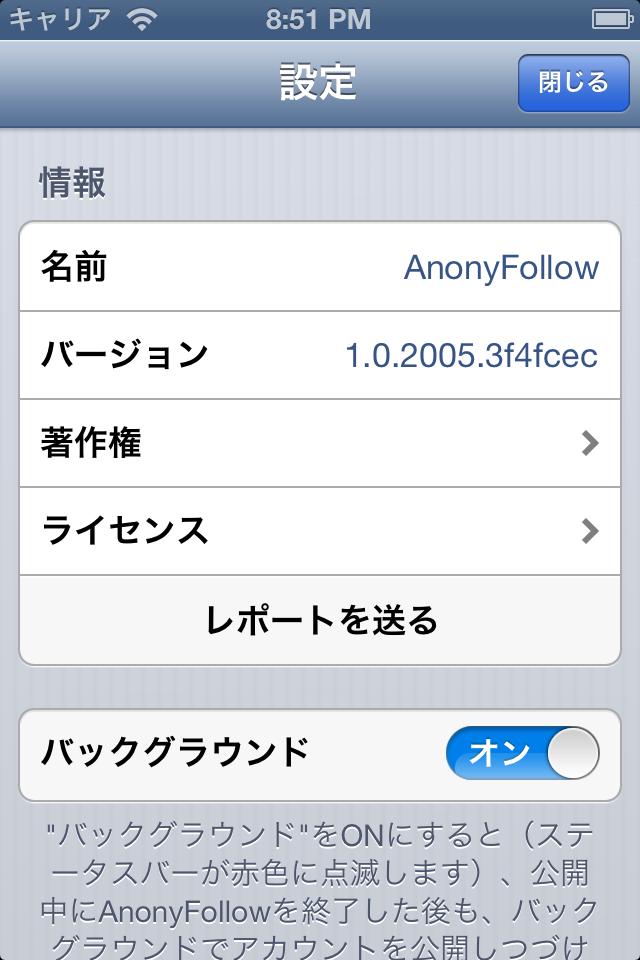 キャリア 8:51 PM
設定
閉じる
情報
名前 AnonyFollow
バージョン 1.0.2005.3f4fcec
著作権
ライセンス
レポートを送る
バックグラウンド オン
"バックグラウンド"をONにすると（ステ
ータスバーが赤色に点滅します）、公開
中にAnonyFollowを終了した後も、バック
グラウンドでアカウントを公開しつづけ